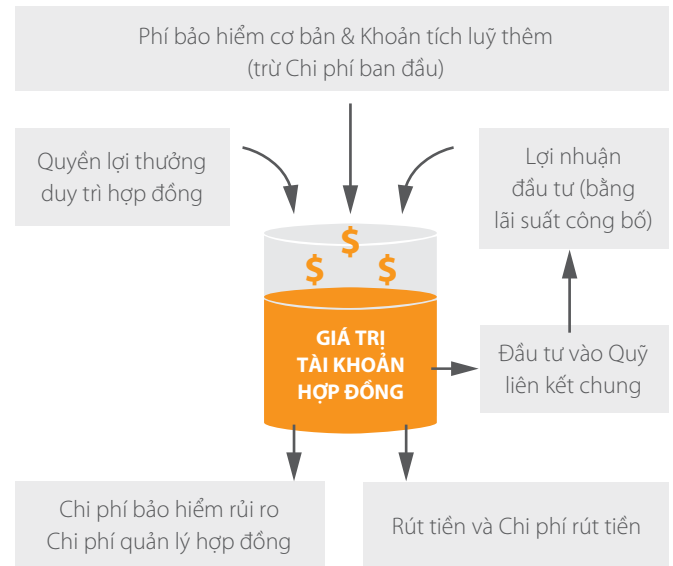 Phí bảo hiểm cơ bản & Khoản tích luỹ thêm
(trừ Chi phí ban đầu)
Quyền lợi thưởng
duy trì hợp đồng
Lợi nhuận
đầu tư (bằng
lãi suất công bố)
$
$
$
GIÁ TRỊ
TÀI KHOẢN
HỢP ĐỒNG
Đầu tư vào Quỹ
liên kết chung
Chi phí bảo hiểm rủi ro
Chi phí quản lý hợp đồng
Rút tiền và Chi phí rút tiền